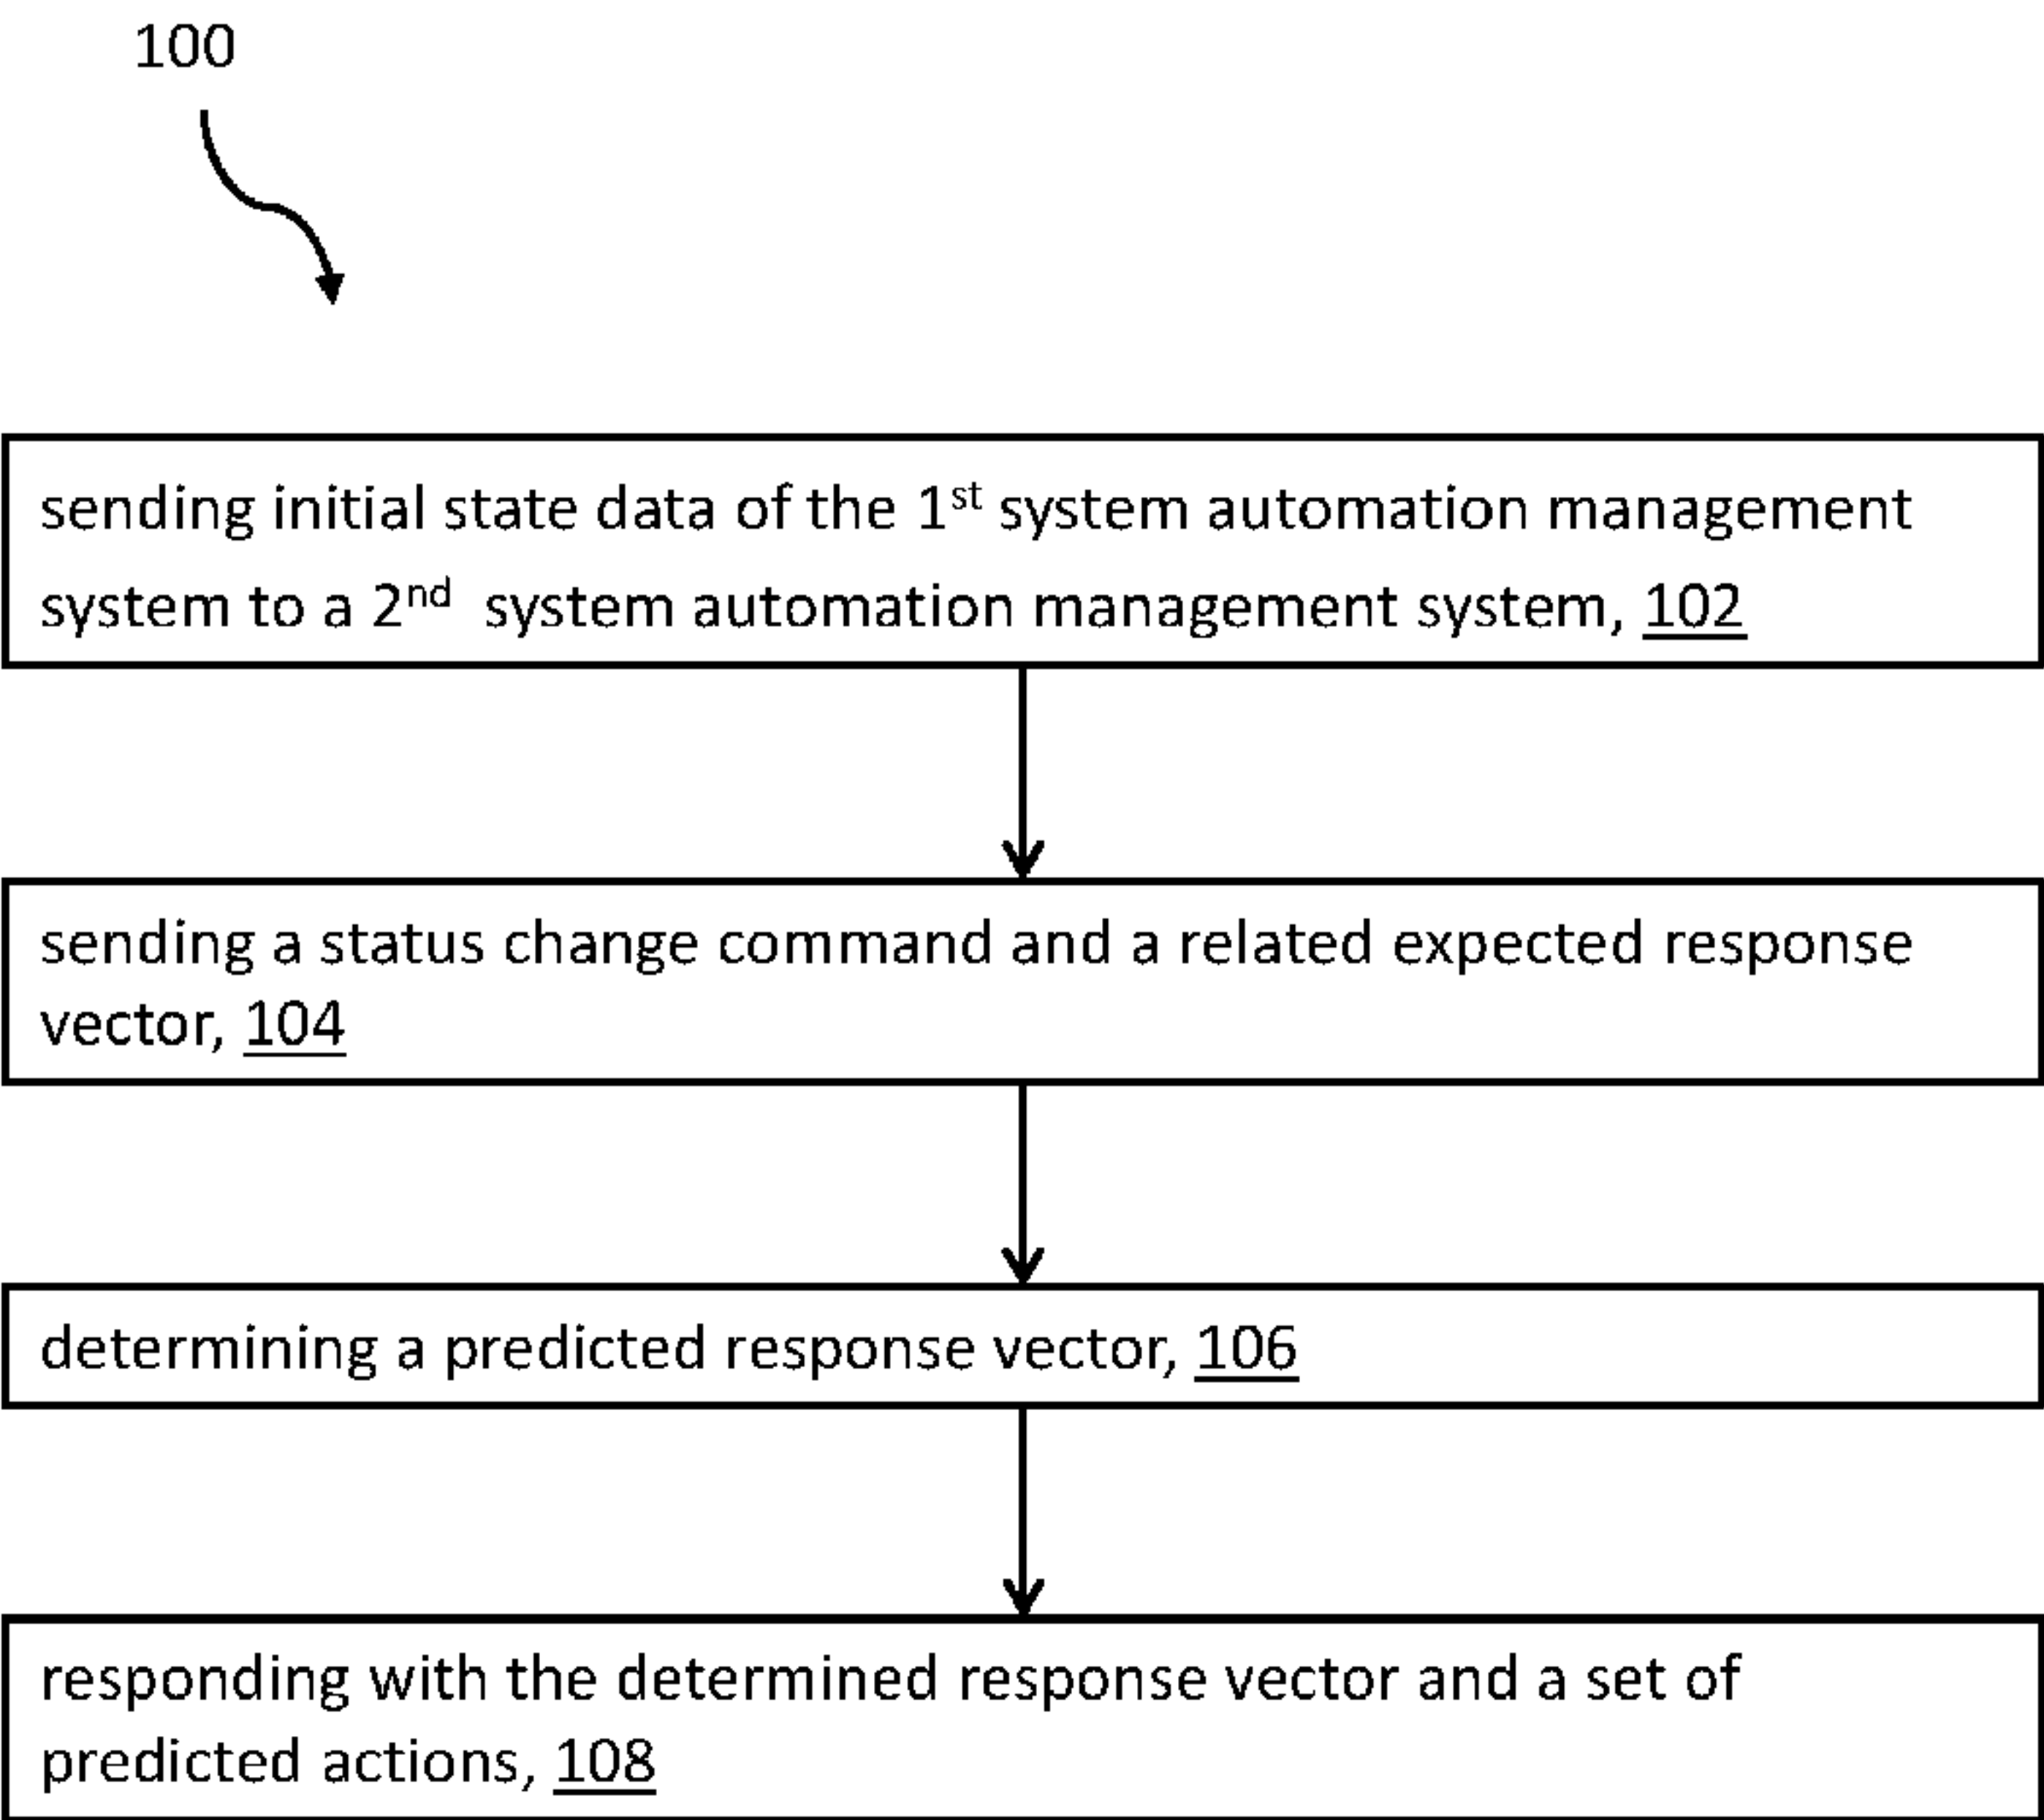 100
sending initial state data of the 1st system automation management
system to a 2nd system automation management system, 102
sending a status change command and a related expected response
vector, 104
determining a predicted response vector, 106
responding with the determined response vector and a set of
predicted actions, 108